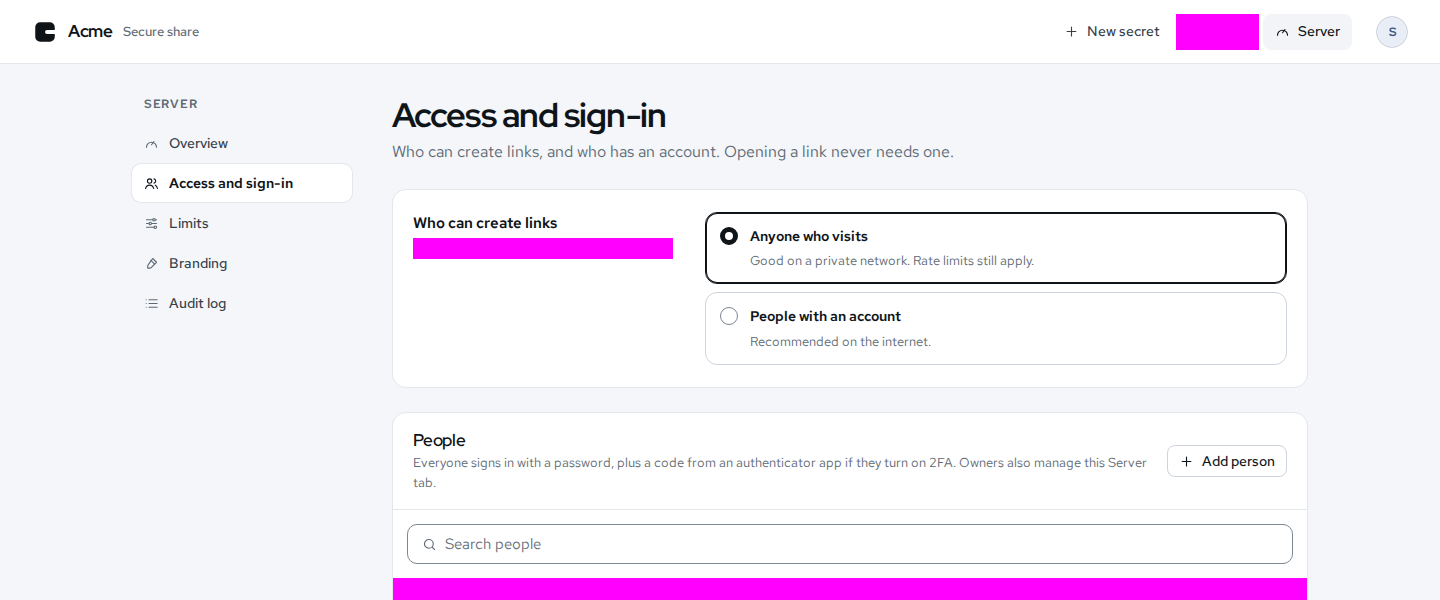 Acme Secure share
New secret
Server
S
SERVER
Overview
Access and sign-in
Limits
Branding
Audit log
Access and sign-in
Who can create links, and who has an account. Opening a link never needs one.
Who can create links
Anyone who visits
Good on a private network. Rate limits still apply.
People with an account
Recommended on the internet.
People
Everyone signs in with a password, plus a code from an authenticator app if they turn on 2FA. Owners also manage this Server
tab.
Add person
Search people